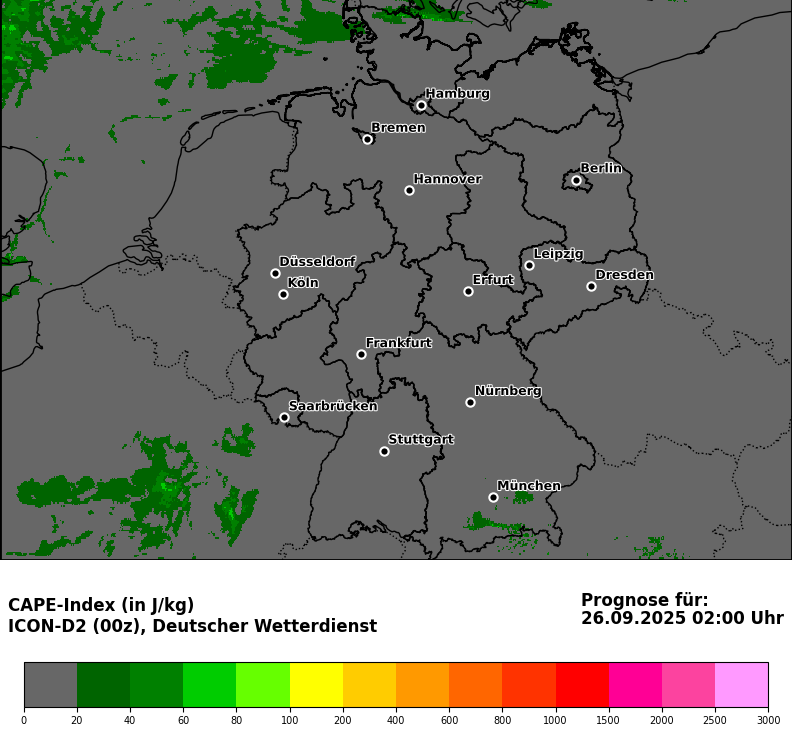 Hamburg
Bremen
Berlin
Hannover
Düsseldorf
Leipzig
Köln
Erfurt
Dresden
Frankfurt
Nürnberg
Saarbrücken
Stuttgart
München
CAPE-Index (in J/kg)
ICON-D2 (00z), Deutscher Wetterdienst
Prognose für:
26.09.2025 02:00 Uhr
0 20 40 60 80 100 200 400 600 800 1000 1500 2000 2500 3000